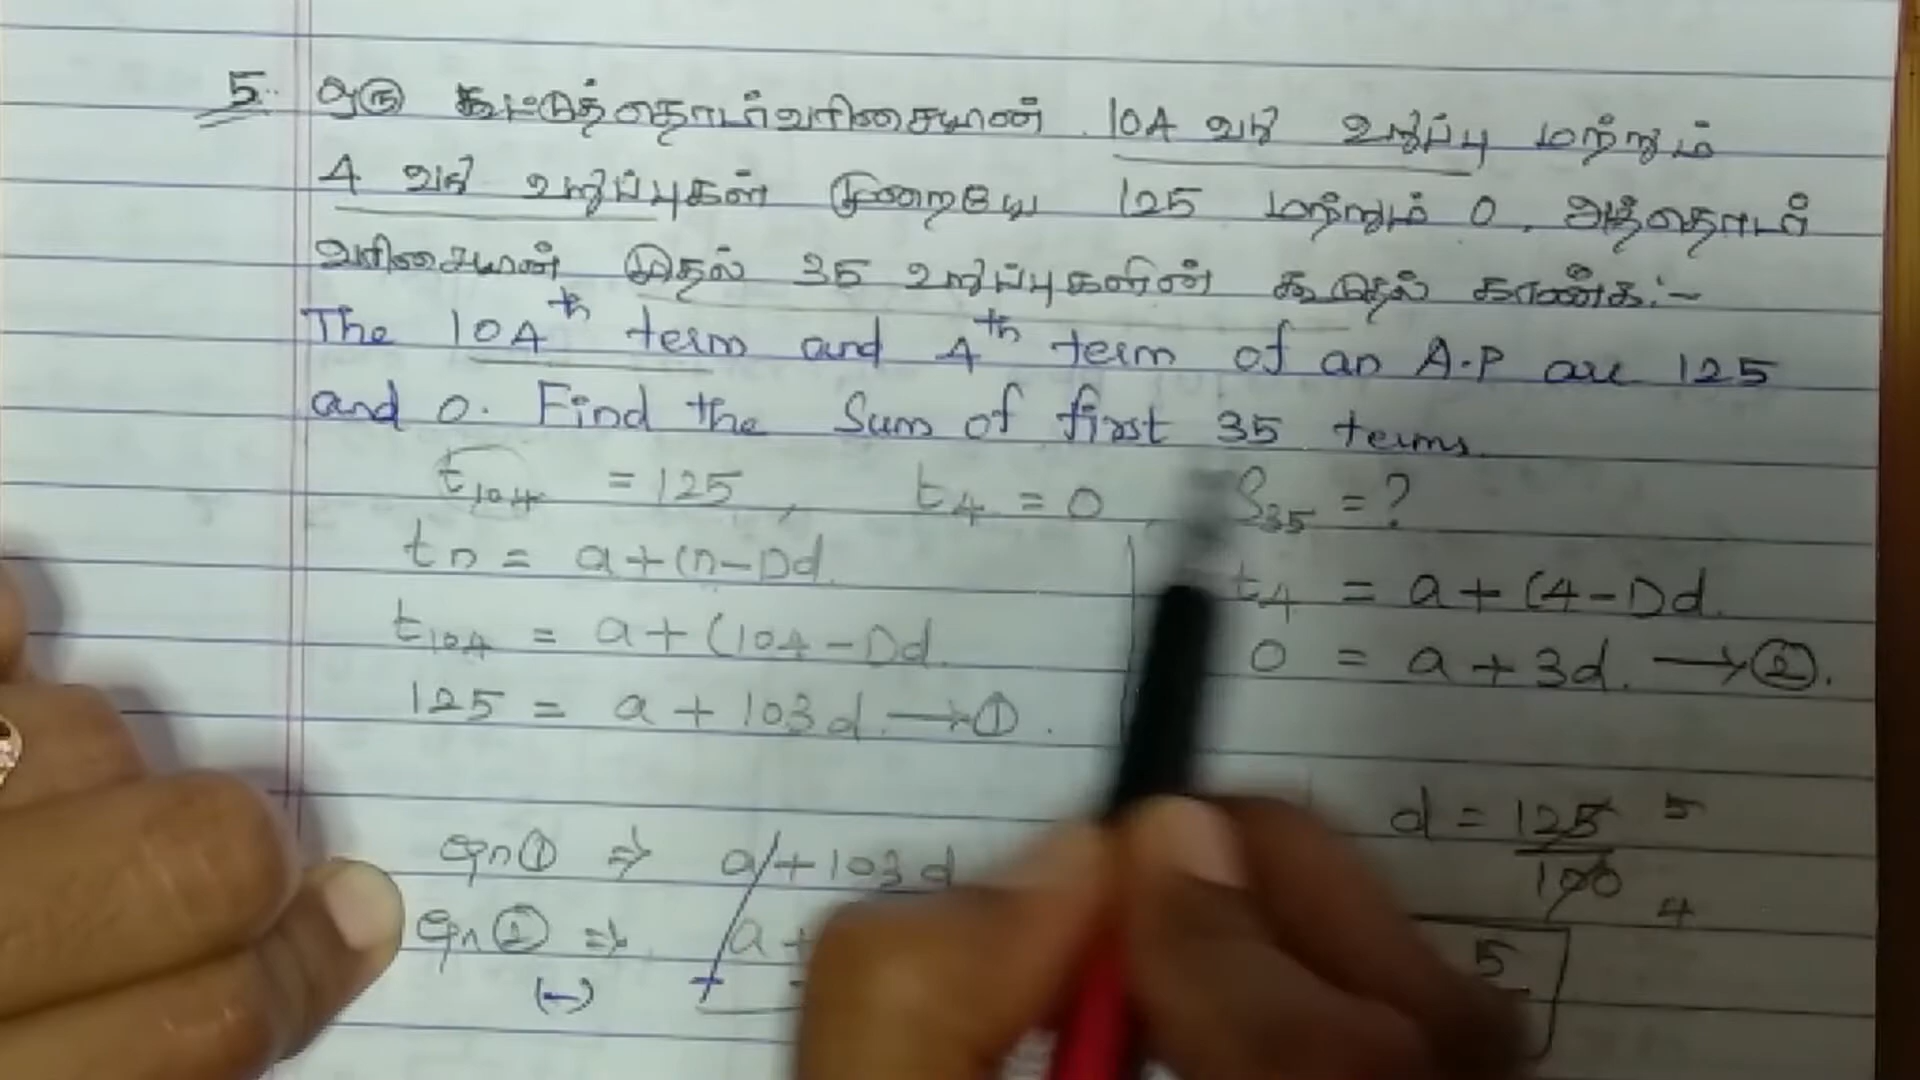 5. ஒரு கூட்டுத்தொடர்வரிசையின் 104 வது உறுப்பு மற்றும்
4 வது உறுப்புகள் முறையே 125 மற்றும் 0. அத்தொடர்
வரிசையின் முதல் 35 உறுப்புகளின் கூடுதல் காண்க:-
The 104th term and 4th term of an A.P are 125
and 0. Find the Sum of first 35 terms.
t₁₀₄ = 125, t₄ = 0, S₃₅ = ?
tn = a+(n-1)d.
t₄ = a+(4-1)d.
t₁₀₄ = a+(104-1)d.
0 = a+3d. → ②.
125 = a+103d. → ①.
d = 125/100 5 4
eqn ① ⇒ a+103d
eqn ② ⇒ a+
5
(-)